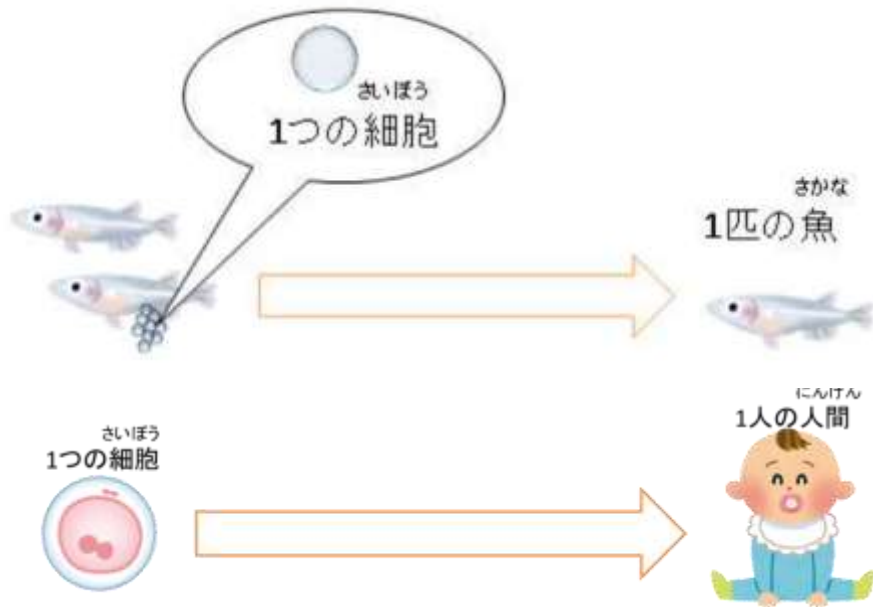 さいぼう
1つの細胞
さかな
1匹の魚
にんげん
1人の人間
さいぼう
1つの細胞